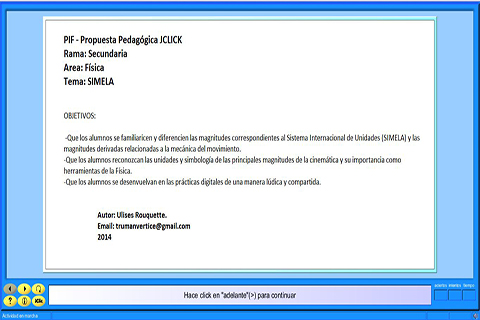 PIF - Propuesta Pedagógica JCLICK
Rama: Secundaria
Area: Física
Tema: SIMELA
OBJETIVOS:
-Que los alumnos se familiaricen y diferencien las magnitudes correspondientes al Sistema Internacional de Unidades (SIMELA) y las
magnitudes derivadas relacionadas a la mecánica del movimiento.
-Que los alumnos reconozcan las unidades y simbología de las principales magnitudes de la cinemática y su importancia como
herramientas de la Física.
-Que los alumnos se desenvuelvan en las prácticas digitales de una manera lúdica y compartida.
Autor: Ulises Rouquette.
Email: trumanvertice@gmail.com
2014
aciertos intentos tiempo
Hace click en "adelante"(>) para continuar
Klik
Actividad en marcha